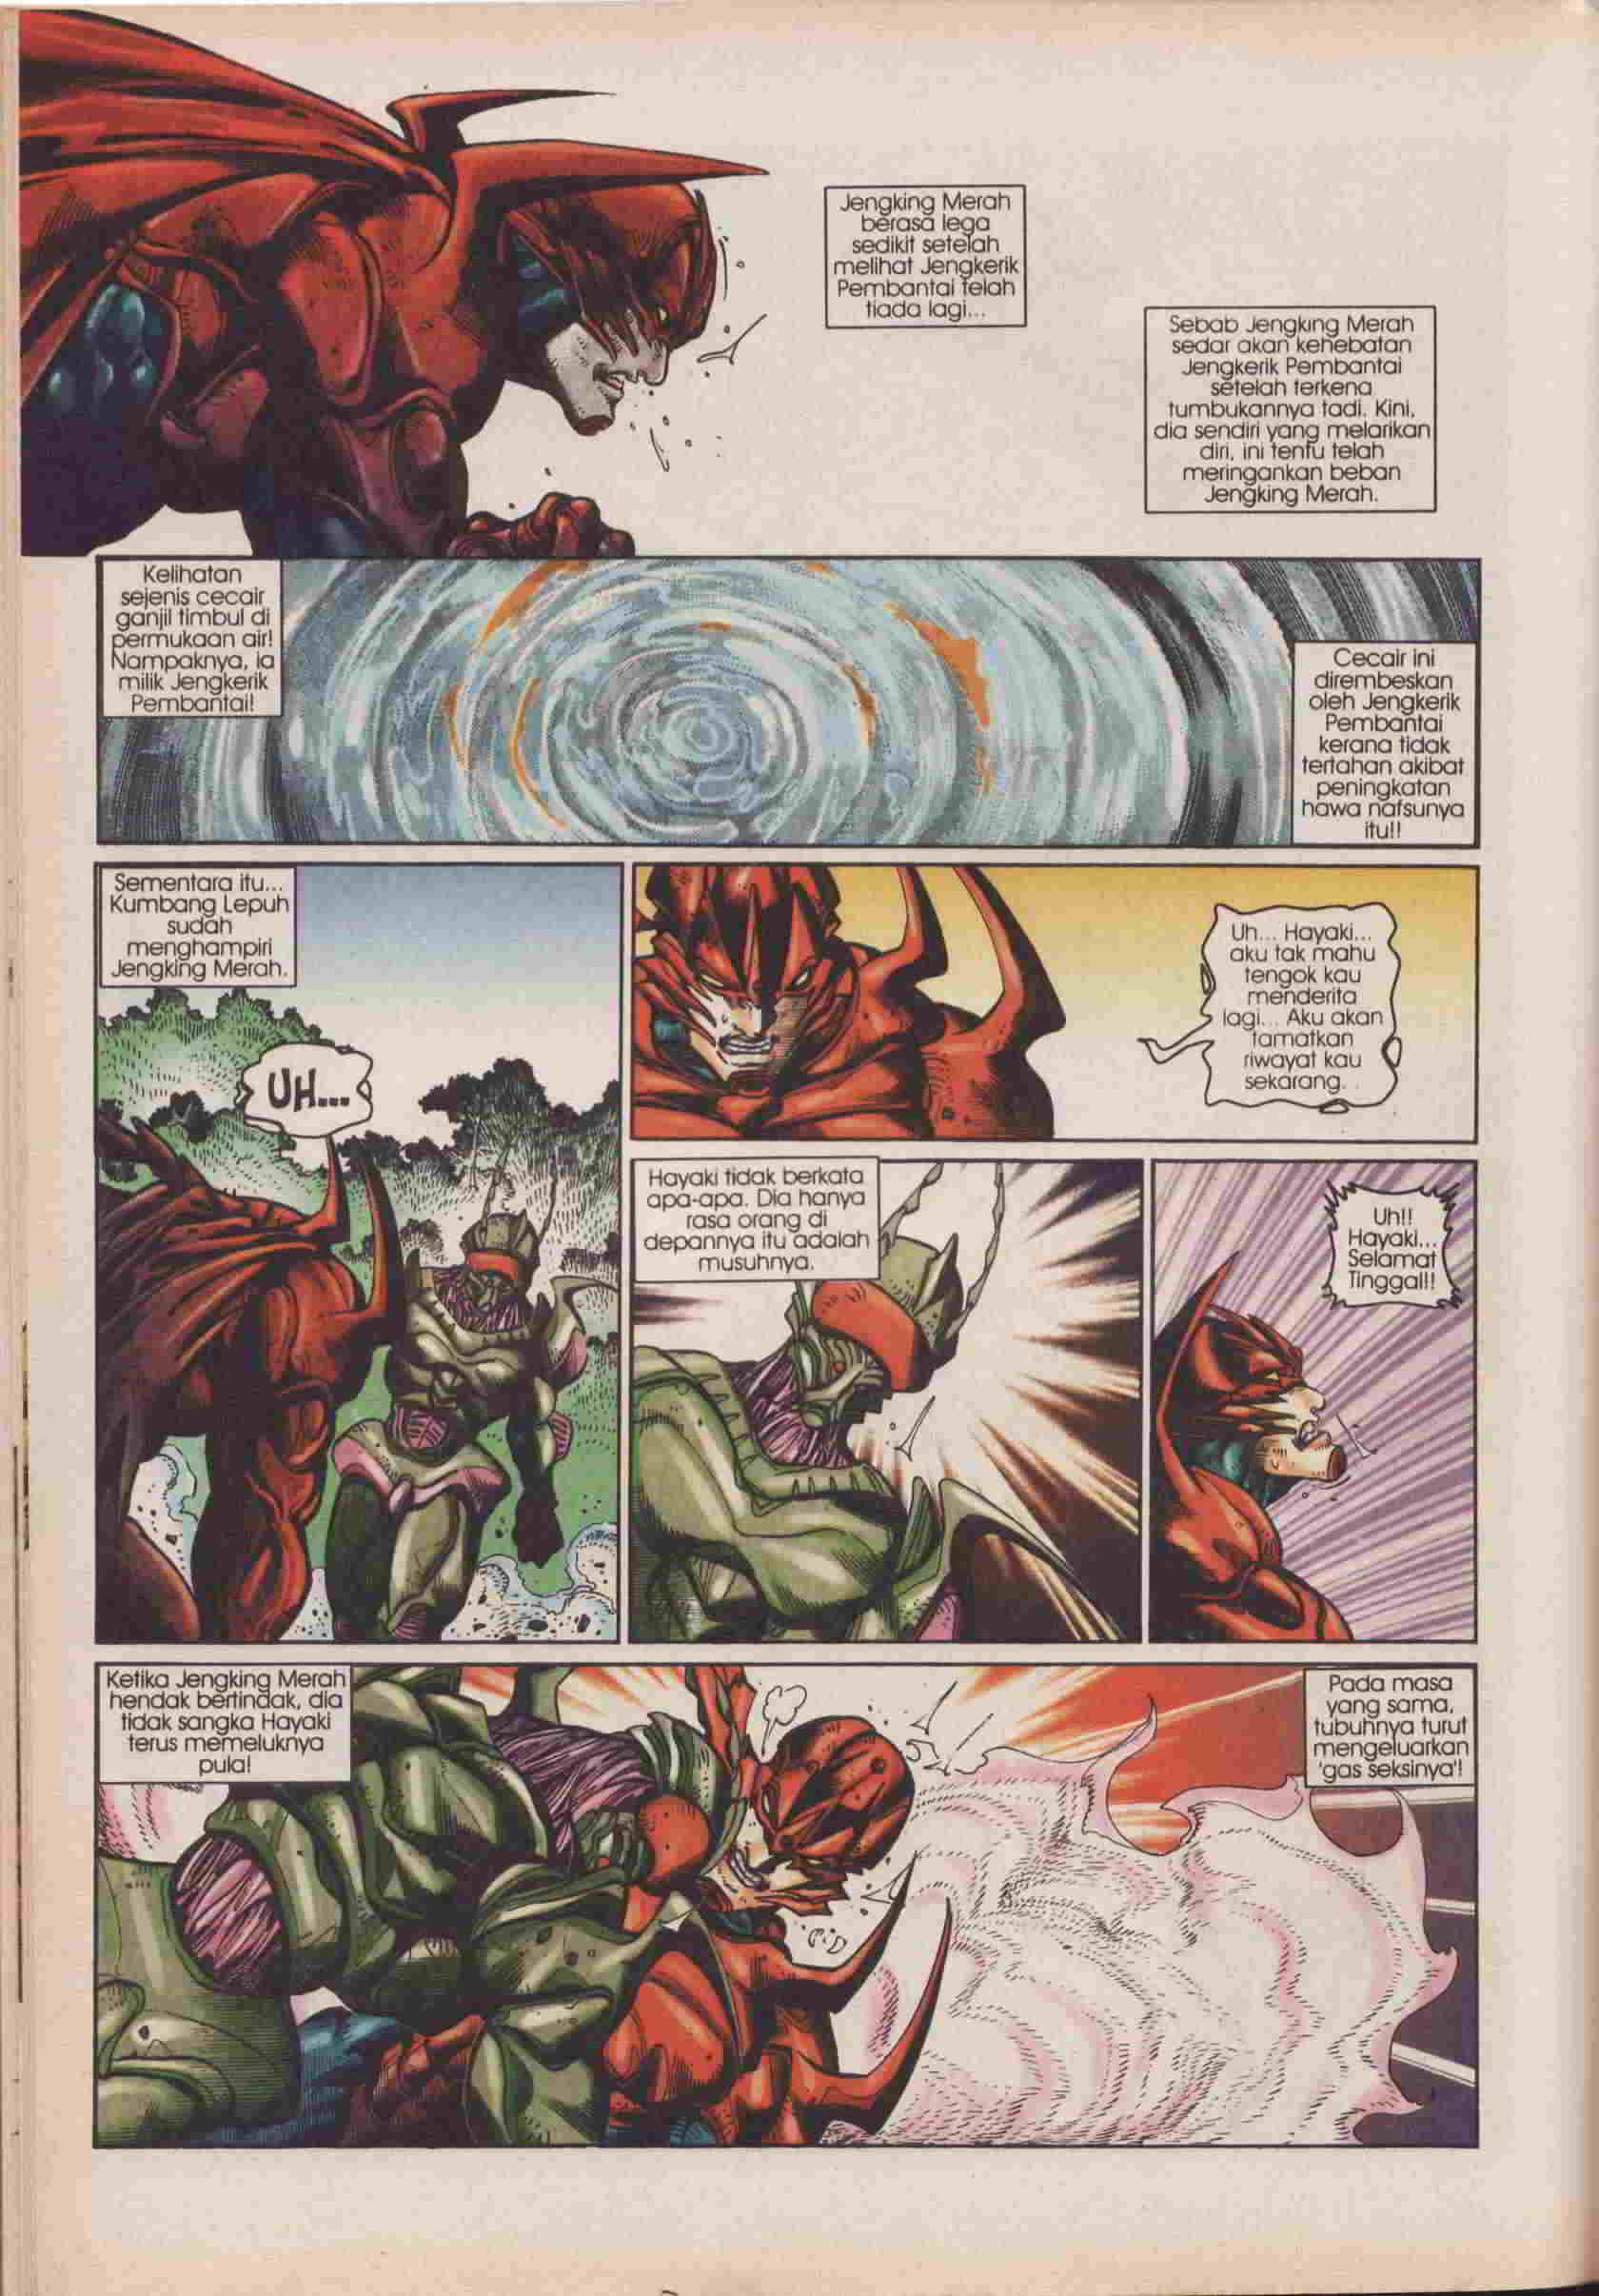 Jengking Merah
berasa lega
sedikit setelah
melihat Jengkerik
Pembantai telah
tiada lagi...
Sebab Jengking Merah
sedar akan kehebatan
Jengkerik Pembantai
setelah terkena
tumbukannya tadi. Kini,
dia sendiri yang melarikan
diri, ini tentu telah
meringankan beban
Jengking Merah.
Kelihatan
sejenis cecair
ganjil timbul di
permukaan air!
Nampaknya, ia
milik Jengkerik
Pembantai!
Cecair ini
dirembeskan
oleh Jengkerik
Pembantai
kerana tidak
tertahan akibat
peningkatan
hawa nafsunya
itu!!
Sementara itu...
Kumbang Lepuh
sudah
menghampiri
Jengking Merah.
UH...
Uh... Hayaki...
aku tak mahu
tengok kau
menderita
lagi... Aku akan
tamatkan
riwayat kau
sekarang..
Hayaki tidak berkata
apa-apa. Dia hanya
rasa orang di
depannya itu adalah
musuhnya.
Uh!!
Hayaki...
Selamat
Tinggal!!
Ketika Jengking Merah
hendak bertindak, dia
tidak sangka Hayaki
terus memeluknya
pula!
Pada masa
yang sama,
tubuhnya turut
mengeluarkan
'gas seksinya'!